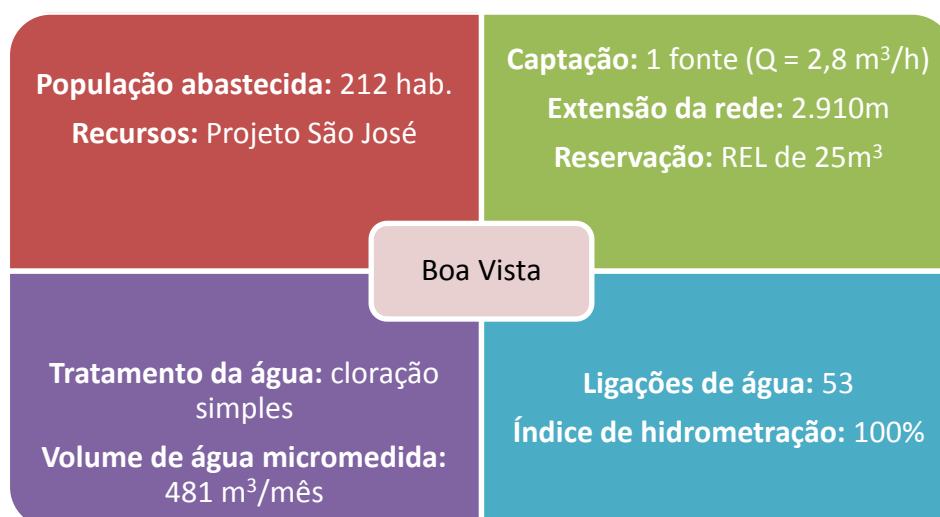 População abastecida: 212 hab.
Recursos: Projeto São José
Captação: 1 fonte (Q = 2,8 m³/h)
Extensão da rede: 2.910m
Reservação: REL de 25m³
Boa Vista
Tratamento da água: cloração
simples
Volume de água micromedida:
481 m³/mês
Ligações de água: 53
Índice de hidrometração: 100%